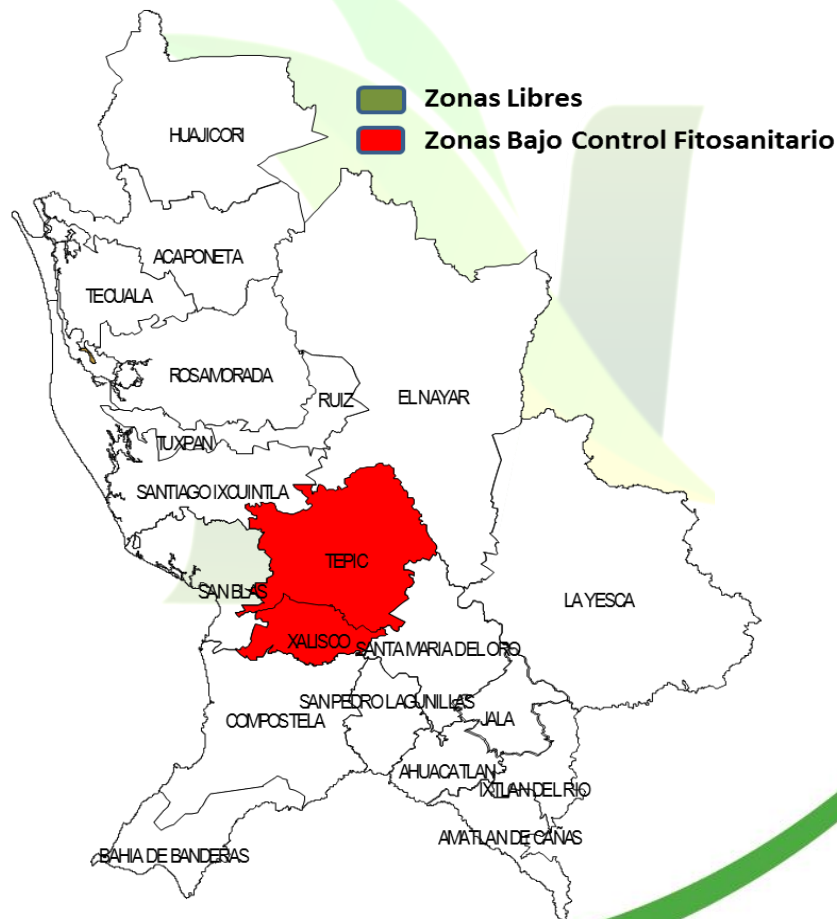 Zonas Libres
Zonas Bajo Control Fitosanitario
HUAJICORI
ACAPONETA
TECUALA
ROSAMORADA
RUIZ
EL NAYAR
TUXPAN
SANTIAGO IXCUINTLA
TEPIC
SAN BLAS
LA YESCA
XALISCO
SANTA MARIA DEL ORO
SAN PEDRO LAGUNILLAS
COMPOSTELA
JALA
AHUACATLAN
IXTLAN DEL RIO
AMATLAN DE CAÑAS
BAHIA DE BANDERAS